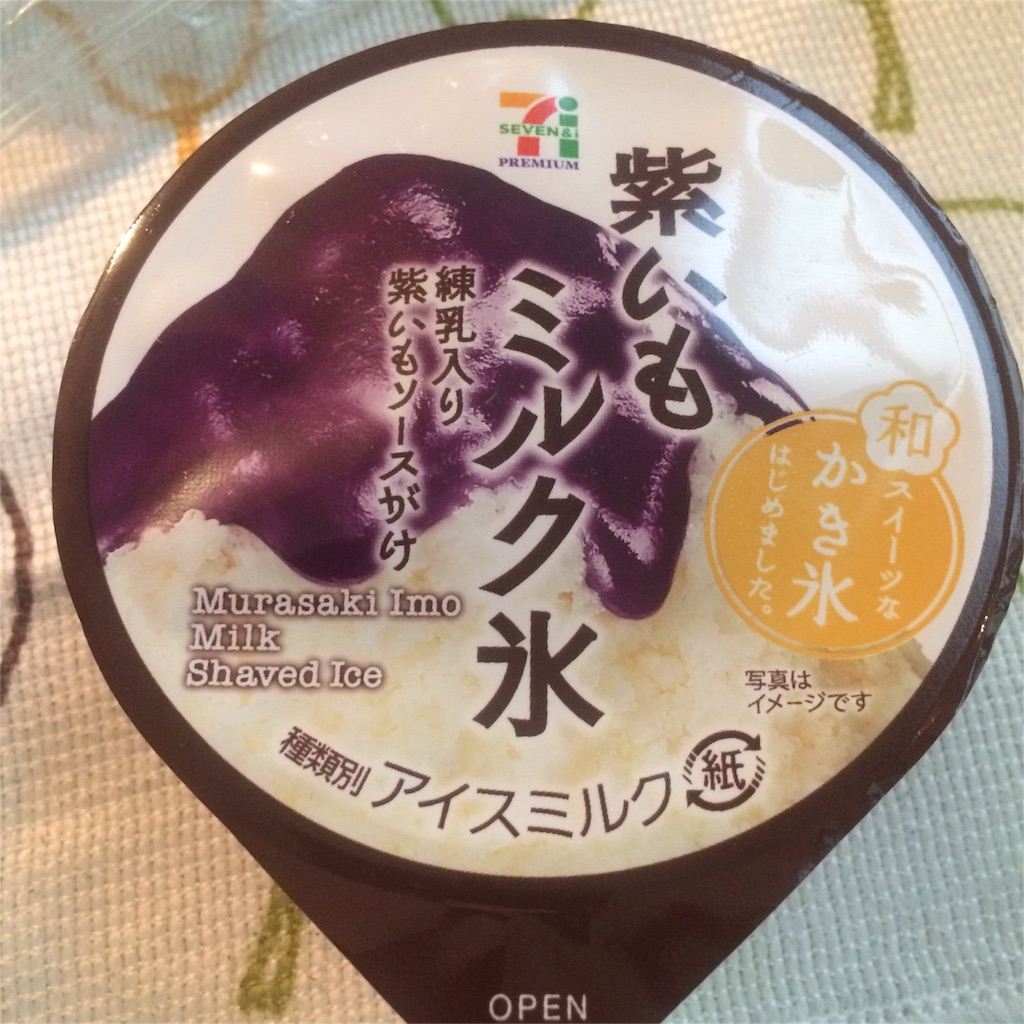 SEVEN&i
PREMIUM
紫いも
ミルク氷
練乳入り
紫いもソースがけ
Murasaki Imo
Milk
Shaved Ice
和
スイーツな
かき氷
はじめました。
写真は
イメージです
種類別 アイスミルク
紙
OPEN